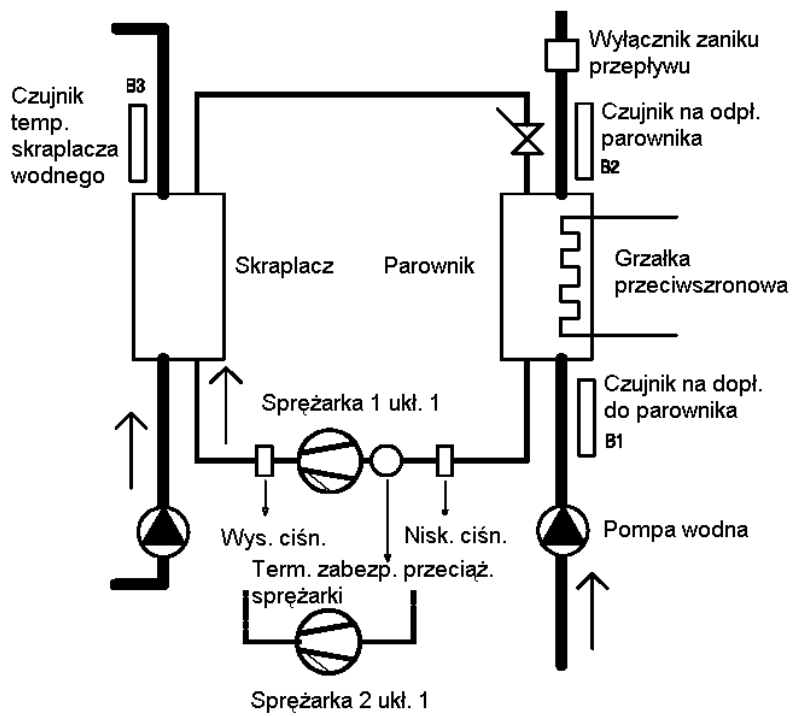 Wyłącznik zaniku
przepływu
B3
Czujnik
temp.
skraplacza
wodnego
Czujnik na odpł.
parownika
B2
Skraplacz
Parownik
Grzałka
przeciwszronowa
Czujnik na dopł.
do parownika
B1
Sprężarka 1 ukł. 1
Wys. ciśn.
Nisk. ciśn.
Pompa wodna
Term. zabezp. przeciąż.
sprężarki
Sprężarka 2 ukł. 1